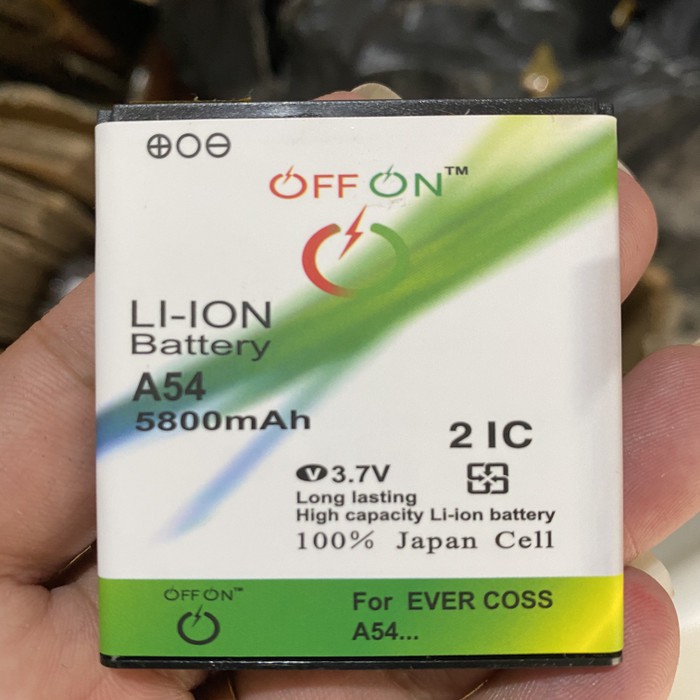 ⊕○⊖
OFF ON™
LI-ION
Battery
A54
5800mAh
2 IC
V 3.7V
Long lasting
High capacity Li-ion battery
100% Japan Cell
OFF ON™
For EVER COSS
A54...